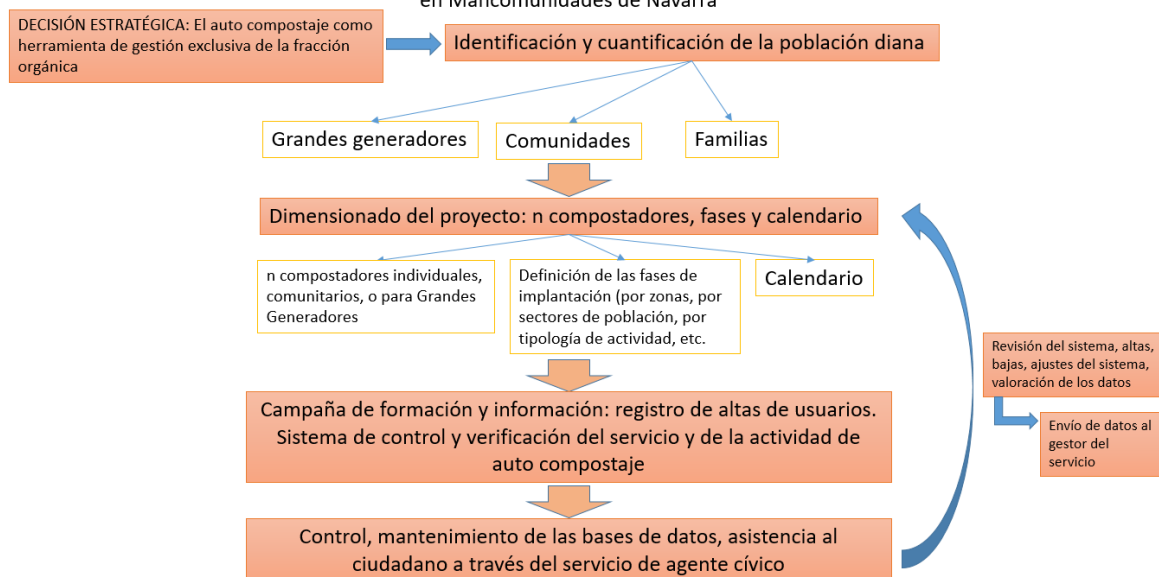 en Mancomunidades de Navarra
DECISIÓN ESTRATÉGICA: El auto compostaje como
herramienta de gestión exclusiva de la fracción
orgánica
Identificación y cuantificación de la población diana
Grandes generadores
Comunidades
Familias
Dimensionado del proyecto: n compostadores, fases y calendario
n compostadores individuales,
comunitarios, o para Grandes
Generadores
Definición de las fases de
implantación (por zonas, por
sectores de población, por
tipología de actividad, etc.
Calendario
Revisión del sistema, altas,
bajas, ajustes del sistema,
valoración de los datos
Envío de datos al
gestor del
servicio
Campaña de formación y información: registro de altas de usuarios.
Sistema de control y verificación del servicio y de la actividad de
auto compostaje
Control, mantenimiento de las bases de datos, asistencia al
ciudadano a través del servicio de agente cívico